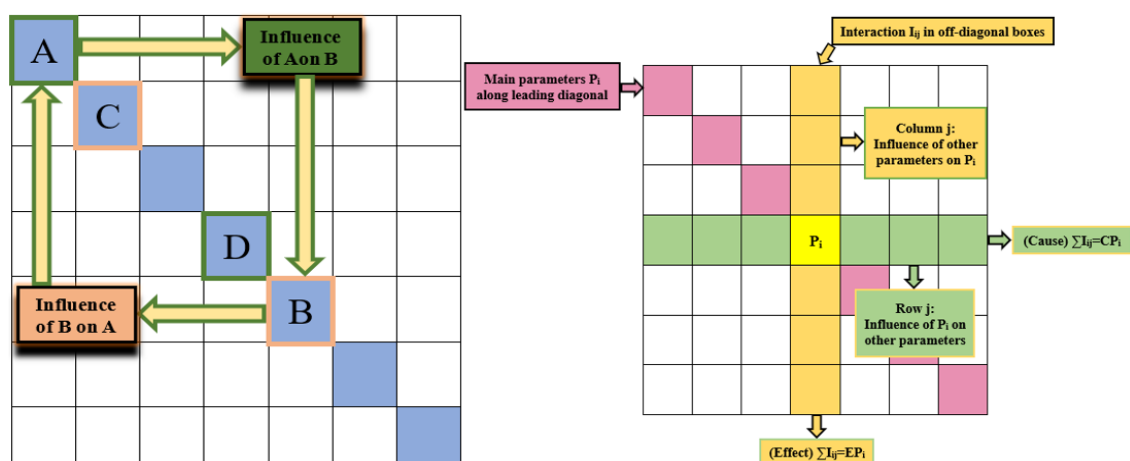 A
Influence
of Aon B
C
D
Influence
of B on A
B
Interaction Iij in off-diagonal boxes
Main parameters Pi
along leading diagonal
Column j:
Influence of other
parameters on Pi
Pi
(Cause) ∑Iij=CPi
Row j:
Influence of Pi on
other parameters
(Effect) ∑Iij=EPi